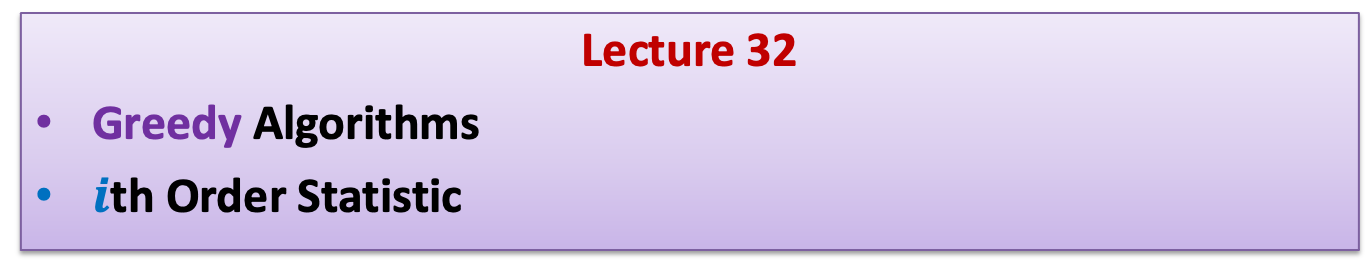 Lecture 32
• Greedy Algorithms
• ith Order Statistic